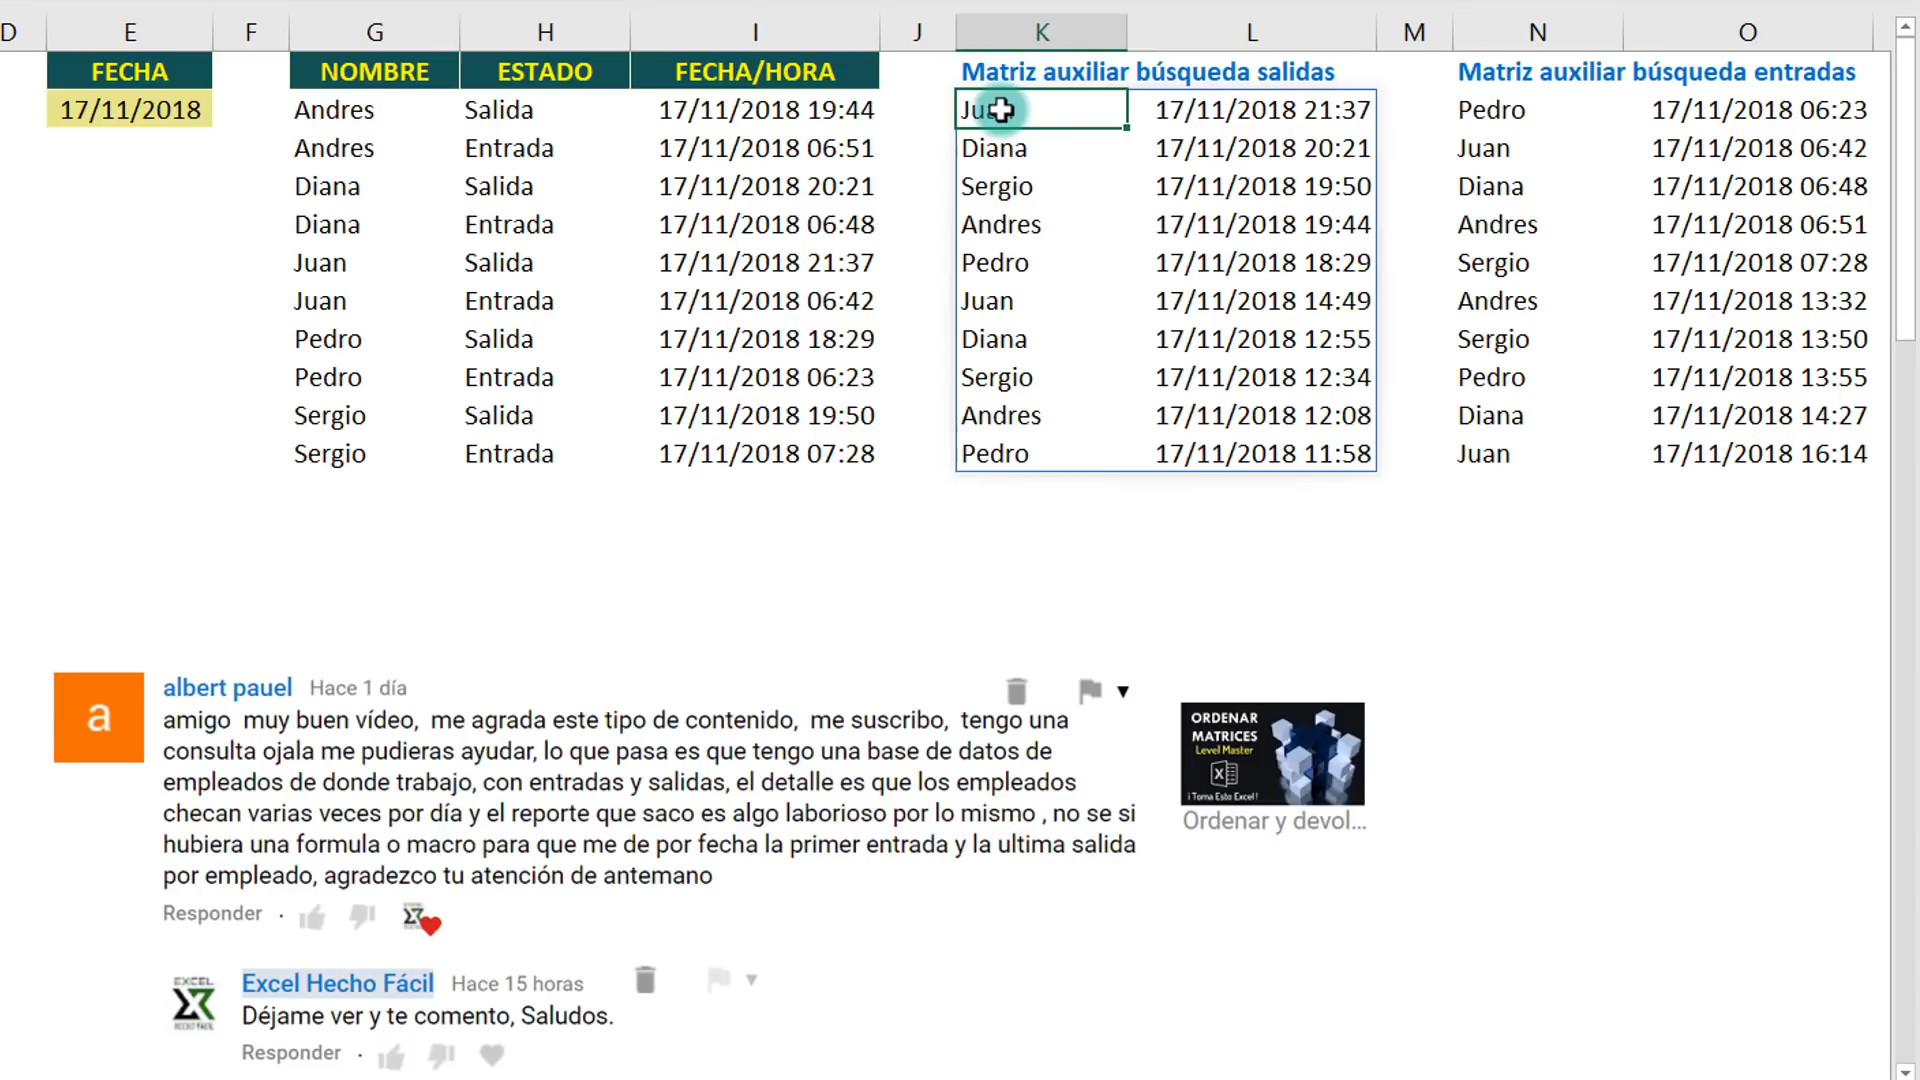 D E F G H I J K L M N O
FECHA NOMBRE ESTADO FECHA/HORA Matriz auxiliar búsqueda salidas Matriz auxiliar búsqueda entradas
17/11/2018 Andres Salida 17/11/2018 19:44 17/11/2018 21:37 Pedro 17/11/2018 06:23
Andres Entrada 17/11/2018 06:51 Diana 17/11/2018 20:21 Juan 17/11/2018 06:42
Diana Salida 17/11/2018 20:21 Sergio 17/11/2018 19:50 Diana 17/11/2018 06:48
Diana Entrada 17/11/2018 06:48 Andres 17/11/2018 19:44 Andres 17/11/2018 06:51
Juan Salida 17/11/2018 21:37 Pedro 17/11/2018 18:29 Sergio 17/11/2018 07:28
Juan Entrada 17/11/2018 06:42 Juan 17/11/2018 14:49 Andres 17/11/2018 13:32
Pedro Salida 17/11/2018 18:29 Diana 17/11/2018 12:55 Sergio 17/11/2018 13:50
Pedro Entrada 17/11/2018 06:23 Sergio 17/11/2018 12:34 Pedro 17/11/2018 13:55
Sergio Salida 17/11/2018 19:50 Andres 17/11/2018 12:08 Diana 17/11/2018 14:27
Sergio Entrada 17/11/2018 07:28 Pedro 17/11/2018 11:58 Juan 17/11/2018 16:14
a
albert pauel Hace 1 día
amigo muy buen vídeo, me agrada este tipo de contenido, me suscribo, tengo una
consulta ojala me pudieras ayudar, lo que pasa es que tengo una base de datos de
empleados de donde trabajo, con entradas y salidas, el detalle es que los empleados
checan varias veces por día y el reporte que saco es algo laborioso por lo mismo , no se si
hubiera una formula o macro para que me de por fecha la primer entrada y la ultima salida
por empleado, agradezco tu atención de antemano
Responder ·
ORDENAR
MATRICES
Level Master
¡Toma Esto Excel!
Ordenar y devol...
EXCEL
HECHO FÁCIL
Excel Hecho Fácil Hace 15 horas
Déjame ver y te comento, Saludos.
Responder ·